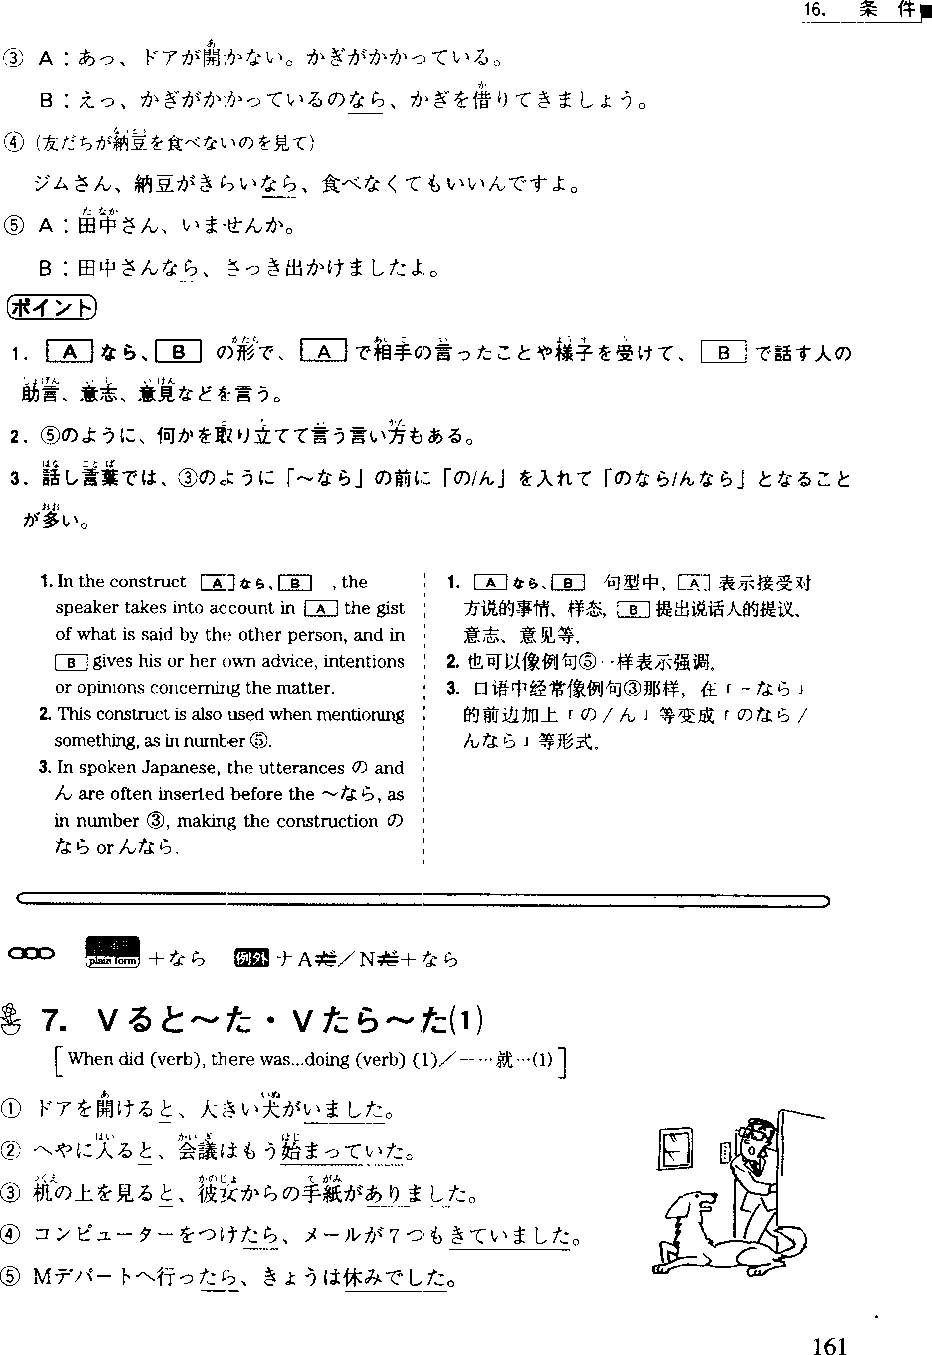 16. 条件
③ A：あっ、ドアが開かない。かぎがかかっている。
B：えっ、かぎがかかっているのなら、かぎを借りてきましょう。
④（友だちが納豆を食べないのを見て）
ジムさん、納豆がきらいなら、食べなくてもいいんですよ。
⑤ A：田中さん、いませんか。
B：田中さんなら、さっき出かけましたよ。
ポイント
1. A なら、B の形で、A で相手の言ったことや様子を受けて、B で話す人の
助言、意志、意見などを言う。
2. ⑤のように、何かを取り立てて言う言い方もある。
3. 話し言葉では、③のように「～なら」の前に「の/ん」を入れて「のなら/んなら」となること
が多い。
1. In the construct A なら、B , the
speaker takes into account in A the gist
of what is said by the other person, and in
B gives his or her own advice, intentions
or opinions concerning the matter.
2. This construct is also used when mentioning
something, as in number ⑤.
3. In spoken Japanese, the utterances の and
ん are often inserted before the ～なら, as
in number ③, making the construction の
なら or んなら.
1. A なら、B 句型中, A 表示接受对
方说的事情、样态, B 提出说话人的提议、
意志、意见等.
2. 也可以像例句⑤一样表示强调.
3. 口语中经常像例句③那样, 在「～なら」
的前边加上「の/ん」等变成「のなら/
んなら」等形式.
plain form ＋なら 例外 ナAだ／Nだ＋なら
7. Vると～た・Vたら～た(1)
[When did (verb), there was...doing (verb) (1)／一……就…(1)]
① ドアを開けると、大きい犬がいました。
② へやに入ると、会議はもう始まっていた。
③ 机の上を見ると、彼女からの手紙がありました。
④ コンピューターをつけたら、メールが7つもきていました。
⑤ Mデパートへ行ったら、きょうは休みでした。
161